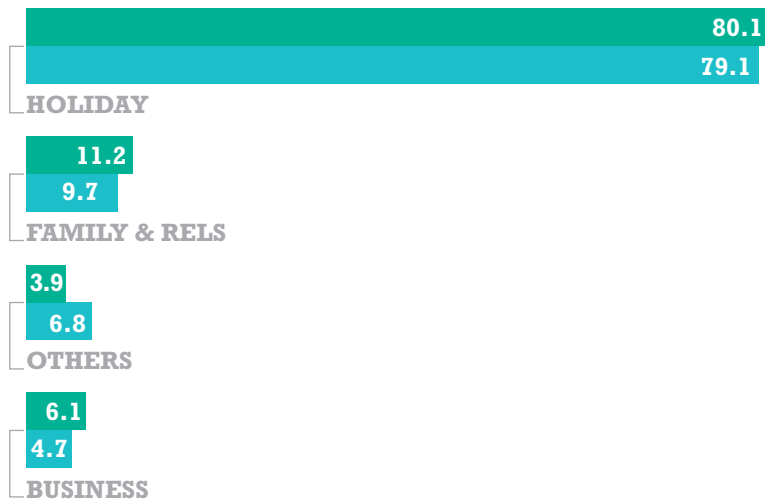 80.1
79.1
HOLIDAY
11.2
9.7
FAMILY & RELS
3.9
6.8
OTHERS
6.1
4.7
BUSINESS